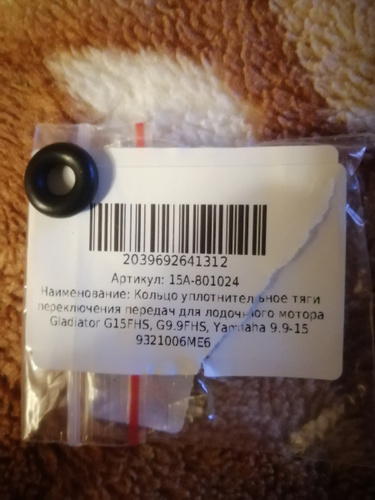 2039692641312
Артикул: 15A-801024
Наименование: Кольцо уплотнительное тяги
переключения передач для лодочного мотора
Gladiator G15FHS, G9.9FHS, Yamaha 9.9-15
9321006ME6